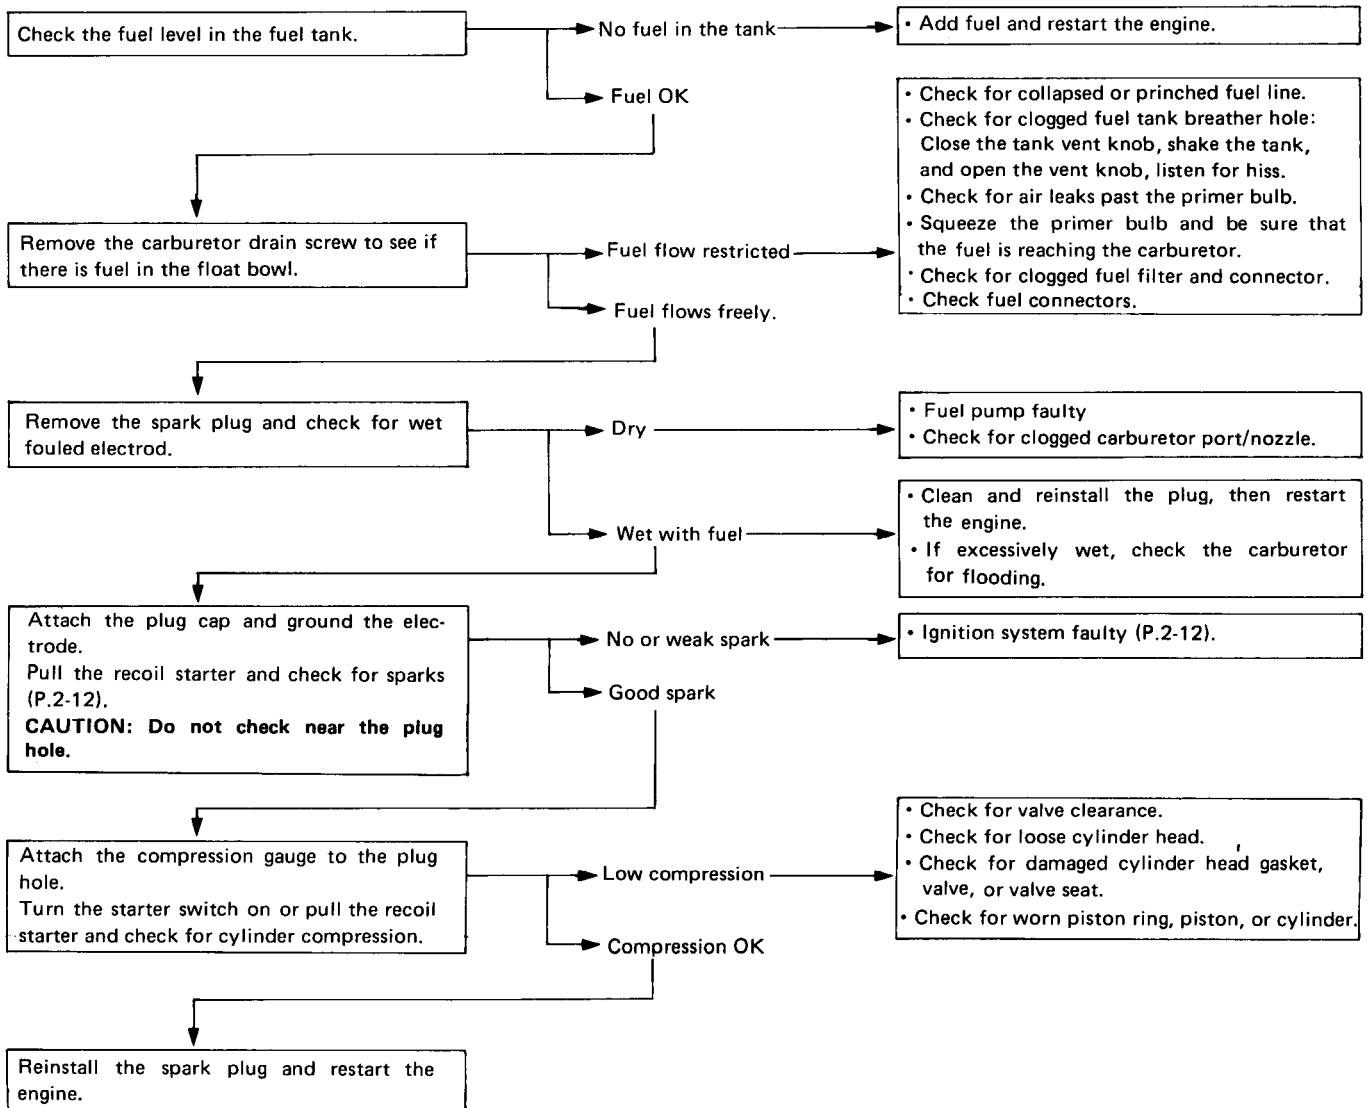 Check the fuel level in the fuel tank.
No fuel in the tank
• Add fuel and restart the engine.
Fuel OK
• Check for collapsed or princhped fuel line.
• Check for clogged fuel tank breather hole:
Close the tank vent knob, shake the tank,
and open the vent knob, listen for hiss.
• Check for air leaks past the primer bulb.
• Squeeze the primer bulb and be sure that
the fuel is reaching the carburetor.
• Check for clogged fuel filter and connector.
• Check fuel connectors.
Remove the carburetor drain screw to see if
there is fuel in the float bowl.
Fuel flow restricted
Fuel flows freely.
Remove the spark plug and check for wet
fouled electrod.
Dry
• Fuel pump faulty
• Check for clogged carburetor port/nozzle.
Wet with fuel
• Clean and reinstall the plug, then restart
the engine.
• If excessively wet, check the carburetor
for flooding.
Attach the plug cap and ground the elec-
trode.
Pull the recoil starter and check for sparks
(P.2-12).
CAUTION: Do not check near the plug
hole.
No or weak spark
• Ignition system faulty (P.2-12).
Good spark
Attach the compression gauge to the plug
hole.
Turn the starter switch on or pull the recoil
starter and check for cylinder compression.
Low compression
• Check for valve clearance.
• Check for loose cylinder head.
• Check for damaged cylinder head gasket,
valve, or valve seat.
• Check for worn piston ring, piston, or cylinder.
Compression OK
Reinstall the spark plug and restart the
engine.